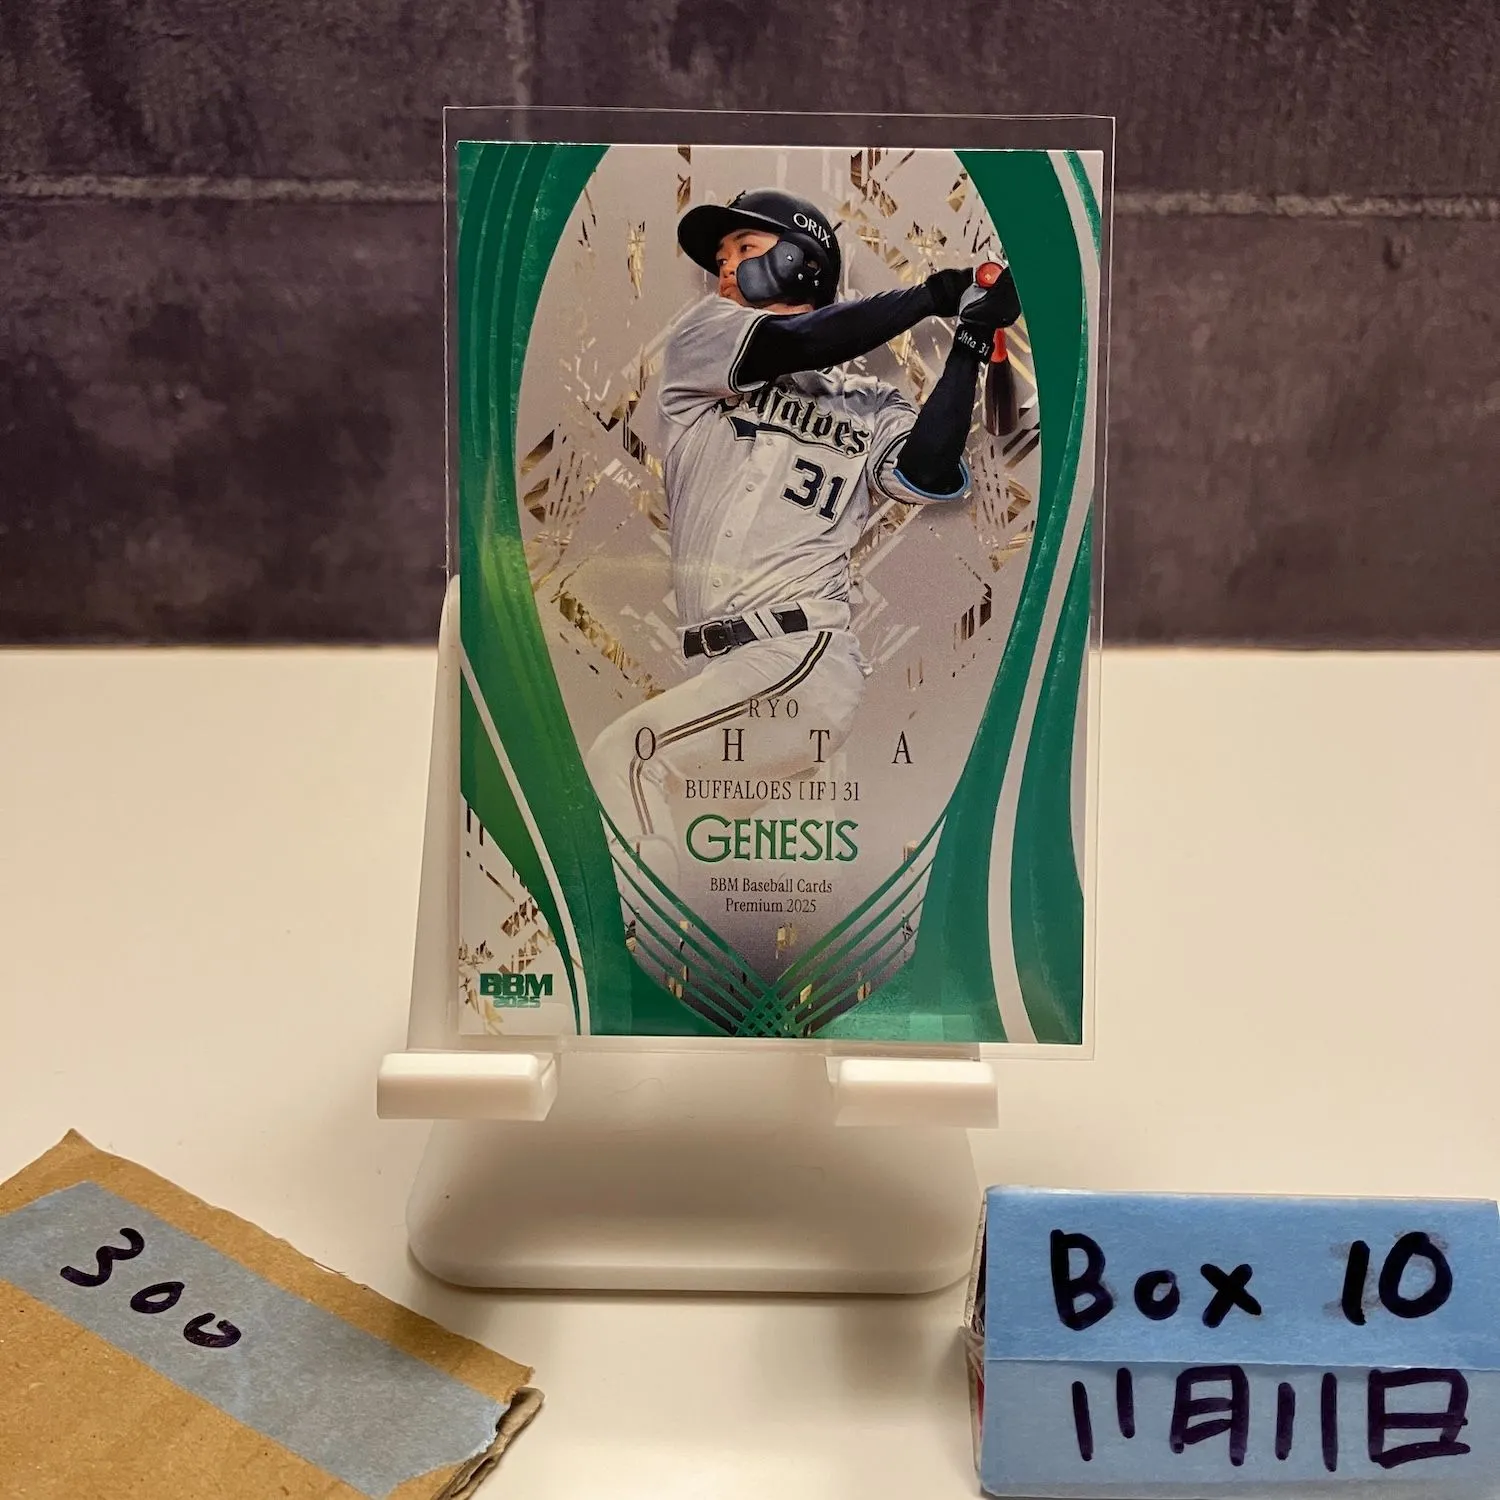 ORIX
Ohta 31
Buffaloes
31
RYO
OHTA
BUFFALOES [IF] 31
GENESIS
BBM Baseball Cards
Premium 2025
BBM
2025
300
Box 10
11月11日